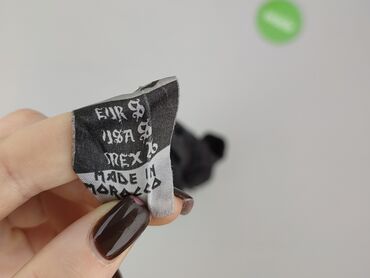 EUR S
USA S
MEX 26
MADE IN
MOROCCO